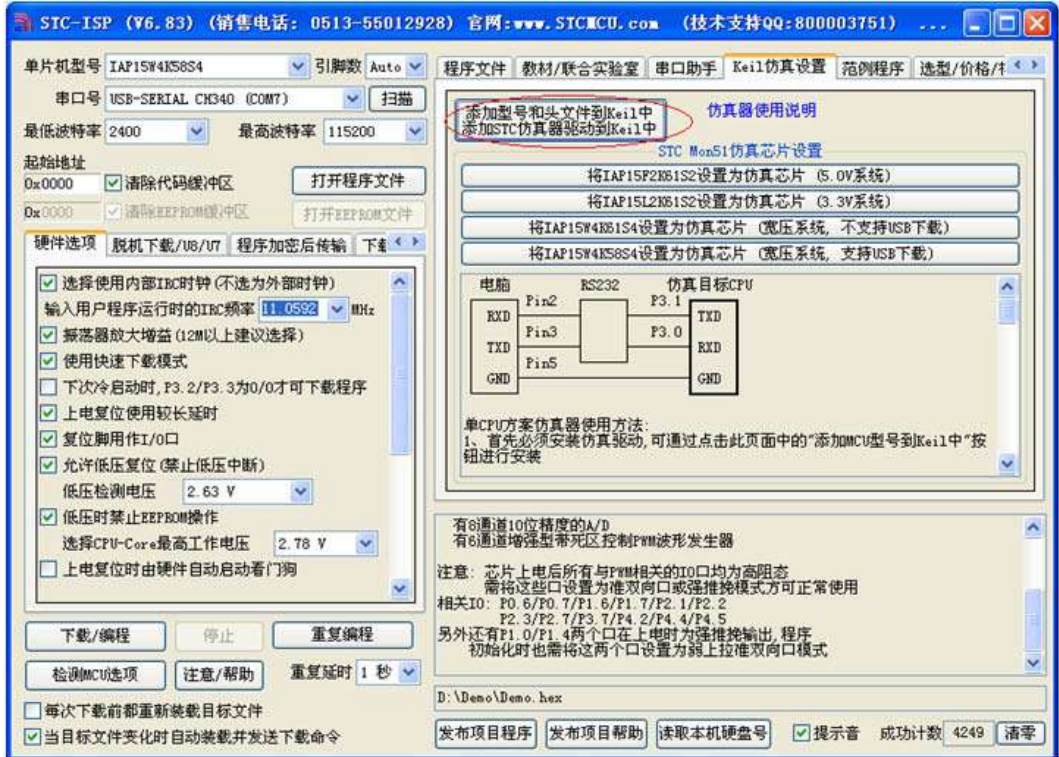 STC-ISP (V6.83) (销售电话: 0513-55012928) 官网:www.STCMCU.com (技术支持QQ:800003751) ...
单片机型号 IAP15W4K58S4 引脚数 Auto
串口号 USB-SERIAL CH340 (COM7) 扫描
最低波特率 2400 最高波特率 115200
起始地址
0x0000 清除代码缓冲区 打开程序文件
0x0000 清除EEPROM缓冲区 打开EEPROM文件
硬件选项 脱机下载/U8/U7 程序加密后传输
选择使用内部IRC时钟(不选为外部时钟)
输入用户程序运行时的IRC频率 11.0592 MHz
振荡器放大增益(12M以上建议选择)
使用快速下载模式
下次冷启动时,P3.2/P3.3为0/0才可下载程序
上电复位使用较长延时
复位脚用作I/O口
允许低压复位(禁止低压中断)
低压检测电压 2.63 V
低压时禁止EEPROM操作
选择CPU-Core最高工作电压 2.78 V
上电复位时由硬件自动启动看门狗
下载/编程 停止 重复编程
检测MCU选项 注意/帮助 重复延时 1 秒
每次下载前都重新装载目标文件
当目标文件变化时自动装载并发送下载命令
程序文件 教材/联合实验室 串口助手 Keil仿真设置 范例程序 选型/价格/
添加型号和头文件到Keil中
添加STC仿真器驱动到Keil中
仿真器使用说明
STC Mon51仿真芯片设置
将IAP15F2K61S2设置为仿真芯片 (5.0V系统)
将IAP15L2K61S2设置为仿真芯片 (3.3V系统)
将IAP15W4K61S4设置为仿真芯片 (宽压系统, 不支持USB下载)
将IAP15W4K58S4设置为仿真芯片 (宽压系统, 支持USB下载)
电脑 RS232 仿真目标CPU
Pin2 P3.1
RXD TXD
Pin3 P3.0
TXD RXD
Pin5
GND GND
单CPU方案仿真器使用方法:
1、首先必须安装仿真驱动,可通过点击此页面中的"添加MCU型号到Keil中"按
钮进行安装
有8通道10位精度的A/D
有6通道增强型带死区控制PWM波形发生器
注意: 芯片上电后所有与PWM相关的IO口均为高阻态
需将这些口设置为准双向口或强推挽模式方可正常使用
相关IO: P0.6/P0.7/P1.6/P1.7/P2.1/P2.2
P2.3/P2.7/P3.7/P4.2/P4.4/P4.5
另外还有P1.0/P1.4两个口在上电时为强推挽输出,程序
初始化时也需将这两个口设置为弱上拉准双向口模式
D:\Demo\Demo.hex
发布项目程序 发布项目帮助 读取本机硬盘号 提示音 成功计数 4249 清零